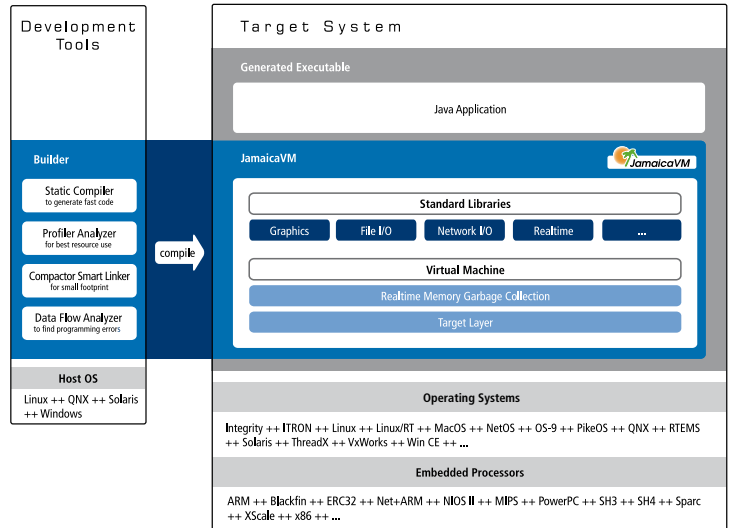 Development
Tools
Builder
Static Compiler
to generate fast code
Profiler Analyzer
for best resource use
Compactor Smart Linker
for small footprint
Data Flow Analyzer
to find programming errors
Host OS
Linux ++ QNX ++ Solaris
++ Windows
compile
Target System
Generated Executable
Java Application
JamaicaVM
JamaicaVM
Standard Libraries
Graphics
File I/O
Network I/O
Realtime
...
Virtual Machine
Realtime Memory Garbage Collection
Target Layer
Operating Systems
Integrity ++ ITRON ++ Linux ++ Linux/RT ++ MacOS ++ NetOS ++ OS-9 ++ PikeOS ++ QNX ++ RTEMS
++ Solaris ++ ThreadX ++ VxWorks ++ Win CE ++ ...
Embedded Processors
ARM ++ Blackfin ++ ERC32 ++ Net+ARM ++ NIOS II ++ MIPS ++ PowerPC ++ SH3 ++ SH4 ++ Sparc
++ XScale ++ x86 ++ ...